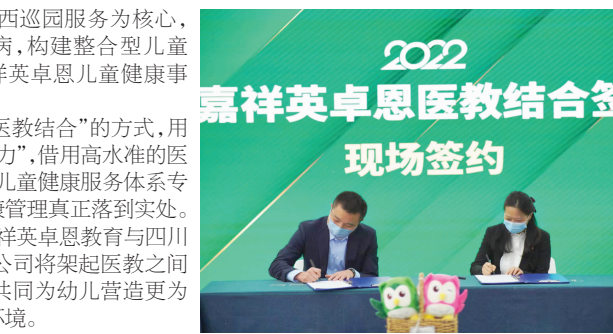 西巡园服务为核心,
病,构建整合型儿童
祥英卓恩儿童健康事
医教结合”的方式,用
力”,借用高水准的医
儿童健康服务体系专
康管理真正落到实处。
祥英卓恩教育与四川
公司将架起医教之间
共同为幼儿营造更为
环境。
2022
嘉祥英卓恩医教结合签
现场签约